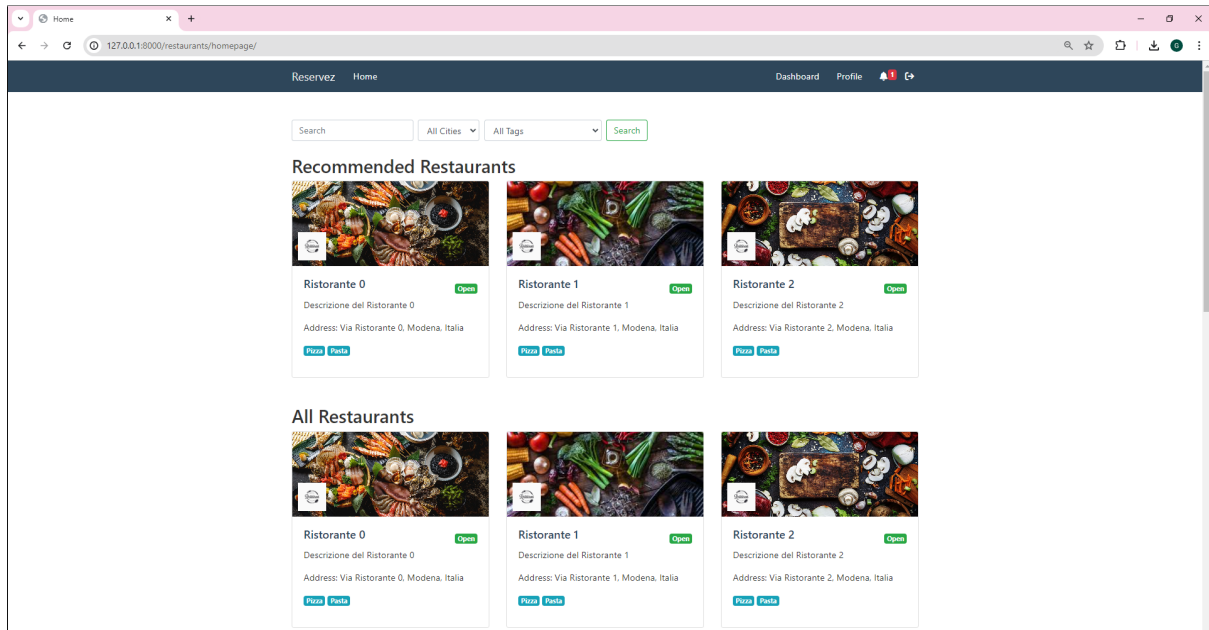 Home
127.0.0.1:8000/restaurants/homepage/
G
Reservez Home Dashboard Profile 1
Search All Cities All Tags Search
Recommended Restaurants
Ristorante 0 Open
Descrizione del Ristorante 0
Address: Via Ristorante 0, Modena, Italia
Pizza Pasta
Ristorante 1 Open
Descrizione del Ristorante 1
Address: Via Ristorante 1, Modena, Italia
Pizza Pasta
Ristorante 2 Open
Descrizione del Ristorante 2
Address: Via Ristorante 2, Modena, Italia
Pizza Pasta
All Restaurants
Ristorante 0 Open
Descrizione del Ristorante 0
Address: Via Ristorante 0, Modena, Italia
Pizza Pasta
Ristorante 1 Open
Descrizione del Ristorante 1
Address: Via Ristorante 1, Modena, Italia
Pizza Pasta
Ristorante 2 Open
Descrizione del Ristorante 2
Address: Via Ristorante 2, Modena, Italia
Pizza Pasta